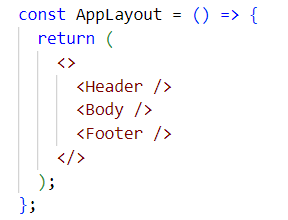 const AppLayout = () => {
  return (
    <>
      <Header />
      <Body />
      <Footer />
    </>
  );
};